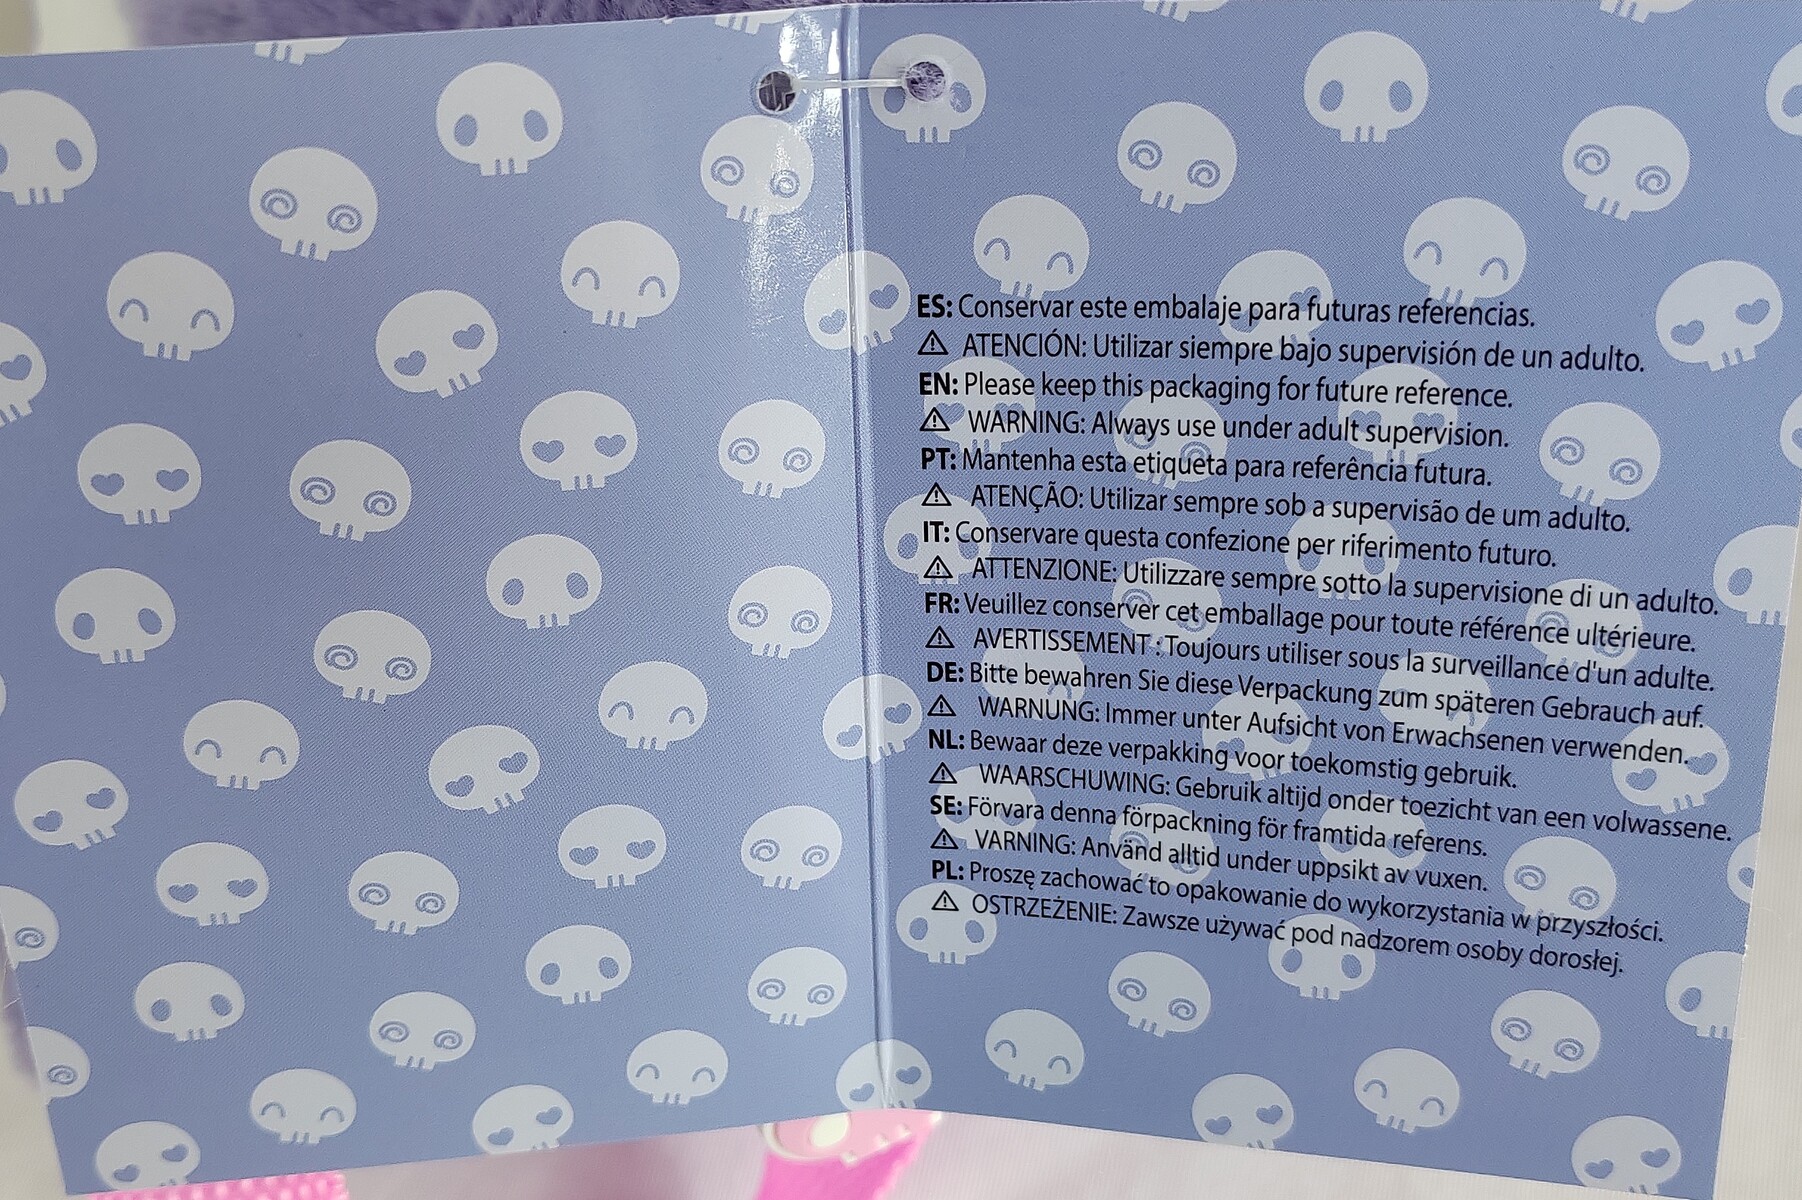 ES: Conservar este embalaje para futuras referencias.
⚠ ATENCIÓN: Utilizar siempre bajo supervisión de un adulto.
EN: Please keep this packaging for future reference.
⚠ WARNING: Always use under adult supervision.
PT: Mantenha esta etiqueta para referência futura.
⚠ ATENÇÃO: Utilizar sempre sob a supervisão de um adulto.
IT: Conservare questa confezione per riferimento futuro.
⚠ ATTENZIONE: Utilizzare sempre sotto la supervisione di un adulto.
FR: Veuillez conserver cet emballage pour toute référence ultérieure.
⚠ AVERTISSEMENT : Toujours utiliser sous la surveillance d'un adulte.
DE: Bitte bewahren Sie diese Verpackung zum späteren Gebrauch auf.
⚠ WARNUNG: Immer unter Aufsicht von Erwachsenen verwenden.
NL: Bewaar deze verpakking voor toekomstig gebruik.
⚠ WAARSCHUWING: Gebruik altijd onder toezicht van een volwassene.
SE: Förvara denna förpackning för framtida referens.
⚠ VARNING: Använd alltid under uppsikt av vuxen.
PL: Proszę zachować to opakowanie do wykorzystania w przyszłości.
⚠ OSTRZEŻENIE: Zawsze używać pod nadzorem osoby dorosłej.